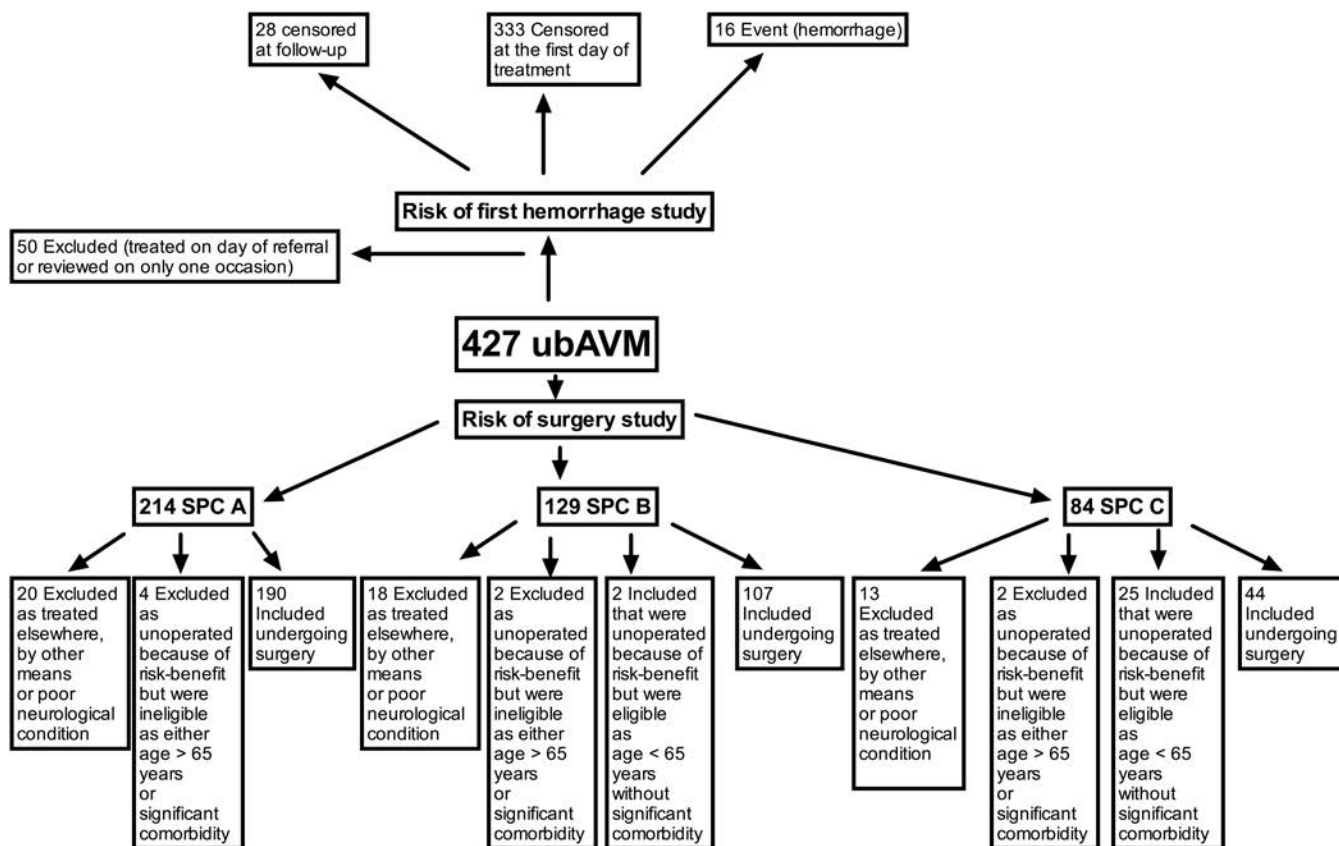 28 censored
at follow-up
333 Censored
at the first day of
treatment
16 Event (hemorrhage)
Risk of first hemorrhage study
50 Excluded (treated on day of referral
or reviewed on only one occasion)
427 ubAVM
Risk of surgery study
214 SPC A
129 SPC B
84 SPC C
20 Excluded
as treated
elsewhere,
by other
means
or poor
neurological
condition
4 Excluded
as
unoperated
because of
risk-benefit
but were
ineligible
as either
age > 65
years
or
significant
comorbidity
190
Included
undergoing
surgery
18 Excluded
as treated
elsewhere,
by other
means
or poor
neurological
condition
2 Excluded
as
unoperated
because of
risk-benefit
but were
ineligible
as either
age > 65
years
or
significant
comorbidity
2 Included
that were
unoperated
because of
risk-benefit
but were
eligible
as
age < 65
years
without
significant
comorbidity
107
Included
undergoing
surgery
13
Excluded
as treated
elsewhere,
by other
means
or poor
neurological
condition
2 Excluded
as
unoperated
because of
risk-benefit
but were
ineligible
as either
age > 65
years
or
significant
comorbidity
25 Included
that were
unoperated
because of
risk-benefit
but were
eligible
as
age < 65
years
without
significant
comorbidity
44
Included
undergoing
surgery